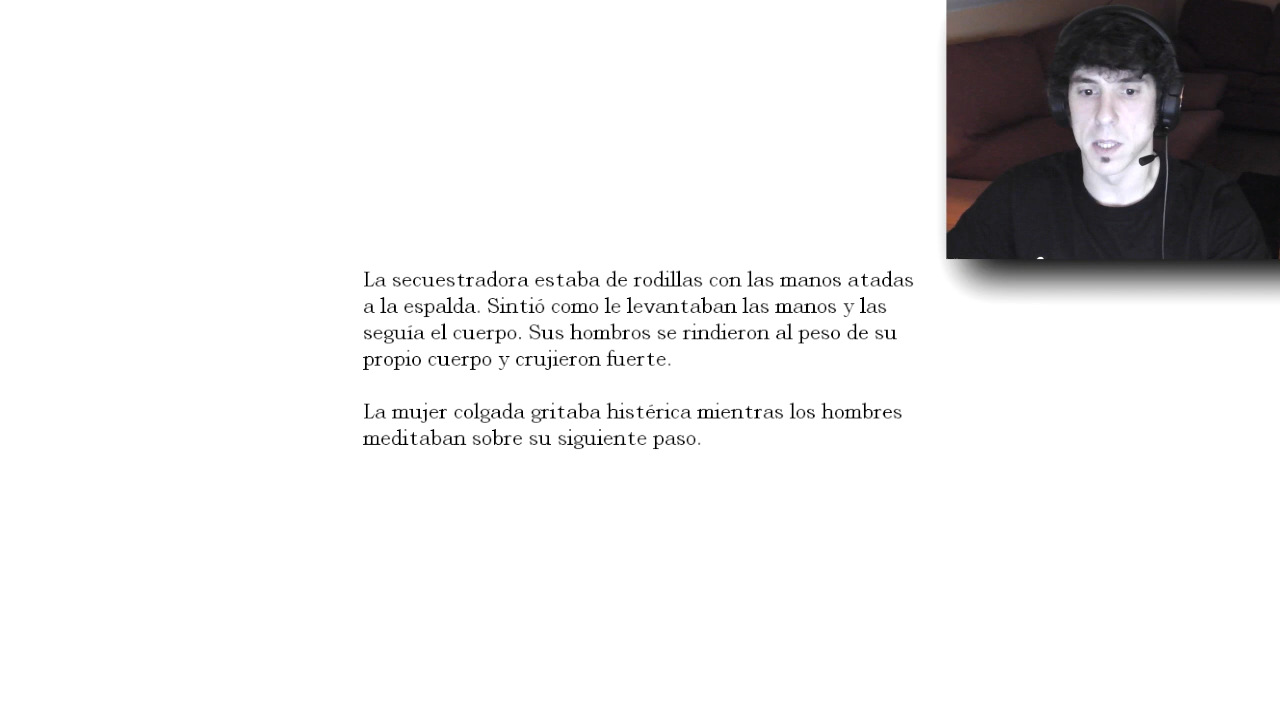 La secuestradora estaba de rodillas con las manos atadas
a la espalda. Sintió como le levantaban las manos y las
seguía el cuerpo. Sus hombros se rindieron al peso de su
propio cuerpo y crujieron fuerte.
La mujer colgada gritaba histérica mientras los hombres
meditaban sobre su siguiente paso.